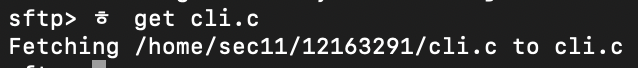 sftp> ㅎ get cli.c
Fetching /home/sec11/12163291/cli.c to cli.c